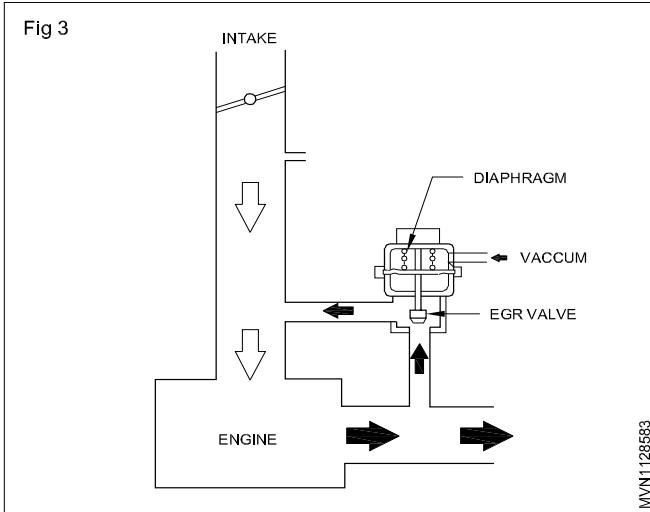 Fig 3
INTAKE
DIAPHRAGM
VACCUM
EGR VALVE
ENGINE
MVN1128583